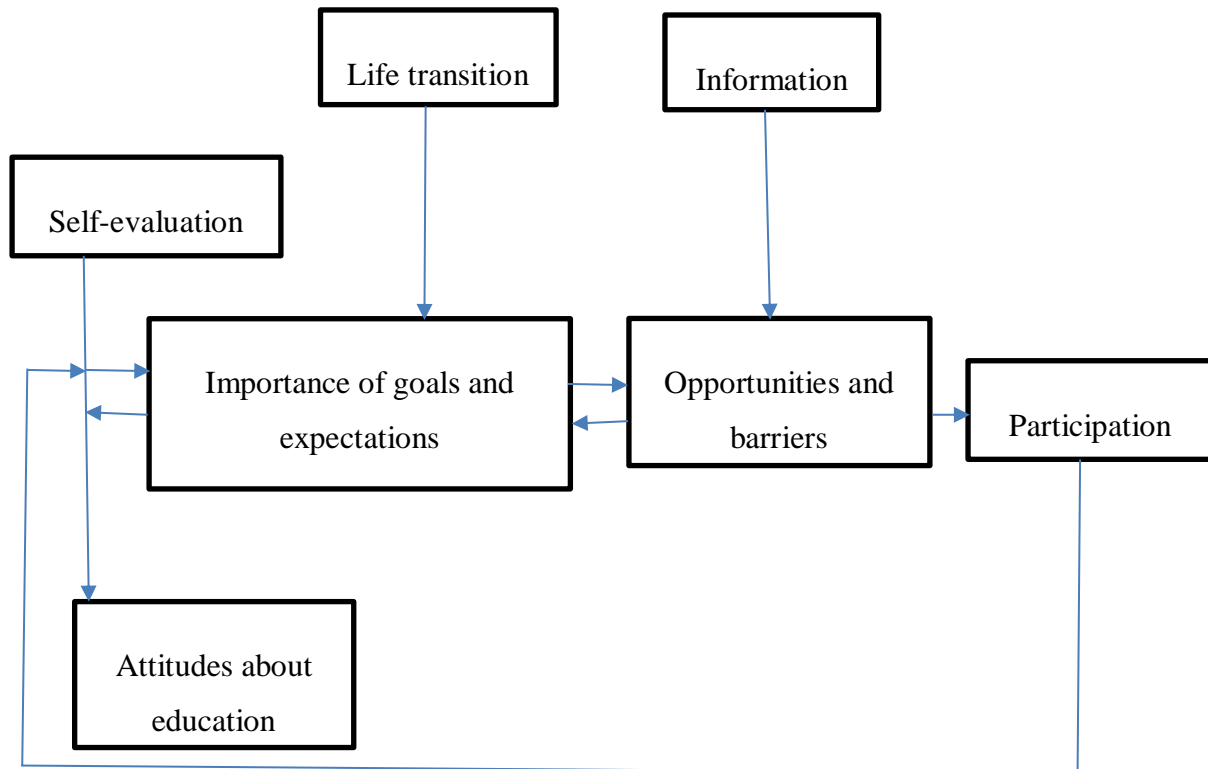 Life transition
Information
Self-evaluation
Importance of goals and
expectations
Opportunities and
barriers
Participation
Attitudes about
education